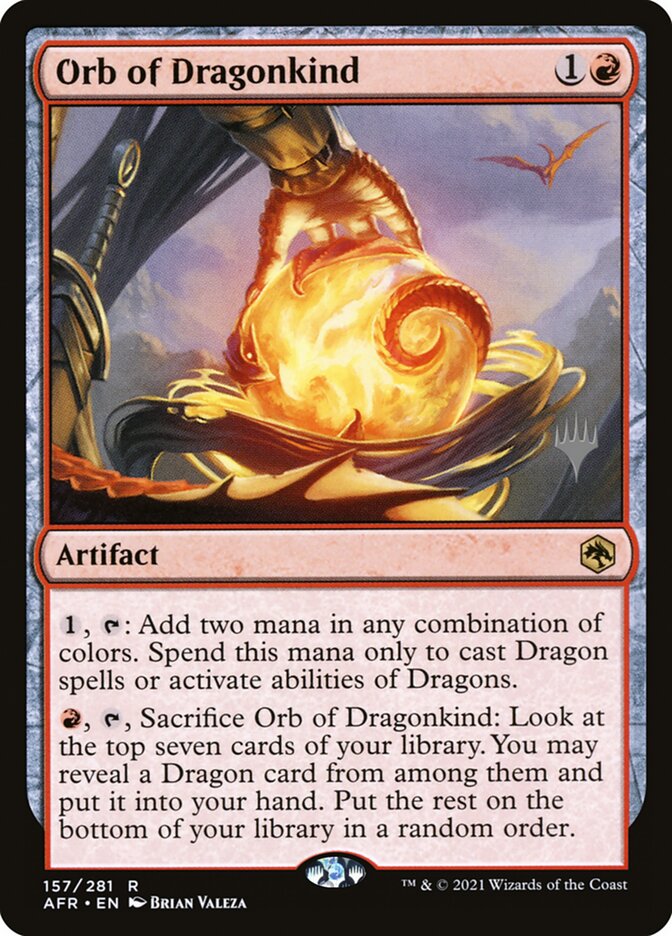 Orb of Dragonkind 1
Artifact
1, : Add two mana in any combination of
colors. Spend this mana only to cast Dragon
spells or activate abilities of Dragons.
, , Sacrifice Orb of Dragonkind: Look at
the top seven cards of your library. You may
reveal a Dragon card from among them and
put it into your hand. Put the rest on the
bottom of your library in a random order.
157/281 R
AFR • EN Brian Valeza
™ & © 2021 Wizards of the Coast